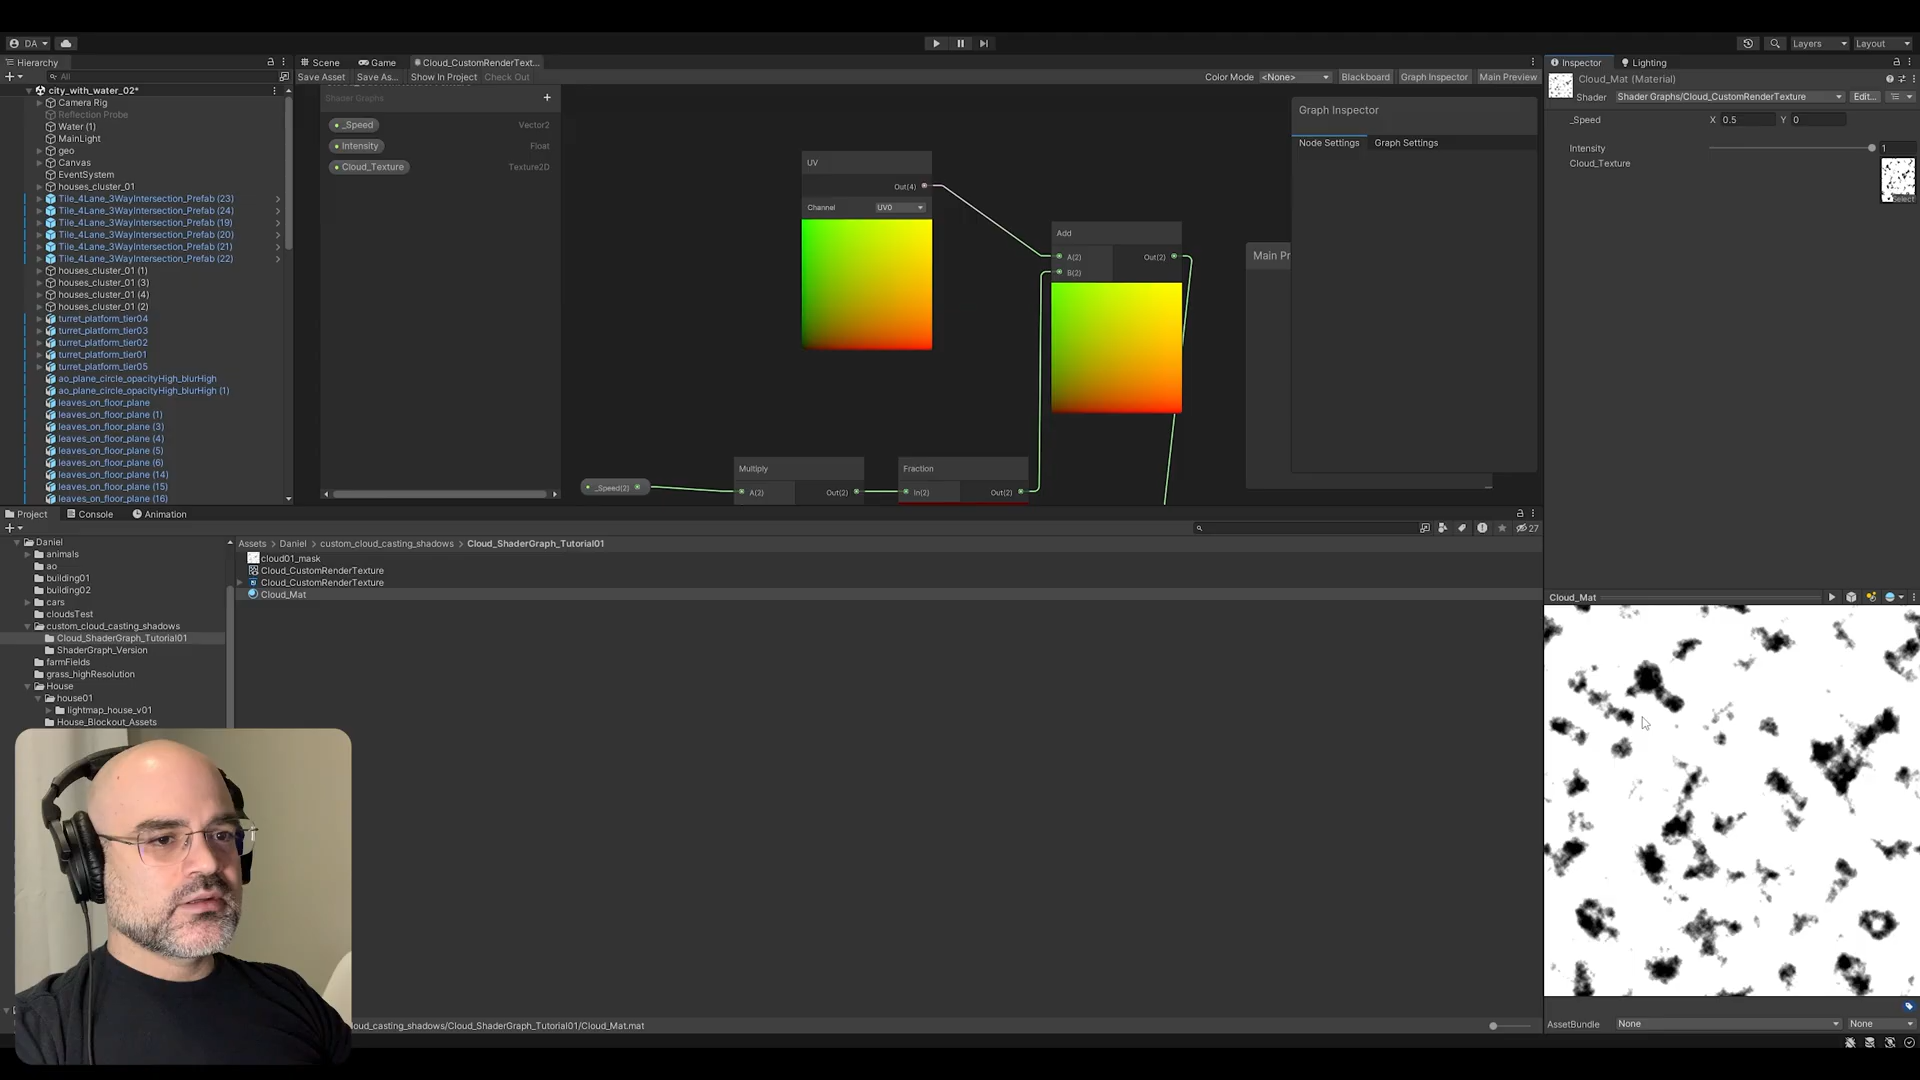 DA
Layers
Layout
Hierarchy
Scene
Game
Cloud_CustomRenderText...
Inspector
Lighting
All
Save Asset
Save As...
Show In Project
Check Out
Color Mode
<None>
Blackboard
Graph Inspector
Main Preview
Cloud_Mat (Material)
Shader
Shader Graphs/Cloud_CustomRenderTexture
Edit...
city_with_water_02*
Camera Rig
Reflection Probe
Water (1)
MainLight
geo
Canvas
EventSystem
houses_cluster_01
Tile_4Lane_3WayIntersection_Prefab (23)
Tile_4Lane_3WayIntersection_Prefab (24)
Tile_4Lane_3WayIntersection_Prefab (19)
Tile_4Lane_3WayIntersection_Prefab (20)
Tile_4Lane_3WayIntersection_Prefab (21)
Tile_4Lane_3WayIntersection_Prefab (22)
houses_cluster_01 (1)
houses_cluster_01 (3)
houses_cluster_01 (4)
houses_cluster_01 (2)
turret_platform_tier04
turret_platform_tier03
turret_platform_tier02
turret_platform_tier01
turret_platform_tier05
ao_plane_circle_opacityHigh_blurHigh
ao_plane_circle_opacityHigh_blurHigh (1)
leaves_on_floor_plane
leaves_on_floor_plane (1)
leaves_on_floor_plane (3)
leaves_on_floor_plane (4)
leaves_on_floor_plane (5)
leaves_on_floor_plane (6)
leaves_on_floor_plane (14)
leaves_on_floor_plane (15)
leaves_on_floor_plane (16)
Shader Graphs
_Speed
Vector2
Intensity
Float
Cloud_Texture
Texture2D
UV
Out(4)
Channel
UV0
Add
A(2)
Out(2)
B(2)
Main Pr
Multiply
_Speed(2)
A(2)
Out(2)
Fraction
In(2)
Out(2)
Graph Inspector
Node Settings
Graph Settings
_Speed
X 0.5
Y 0
Intensity
1
Cloud_Texture
Select
Project
Console
Animation
27
Daniel
animals
ao
building01
building02
cars
cloudsTest
custom_cloud_casting_shadows
Cloud_ShaderGraph_Tutorial01
ShaderGraph_Version
farmFields
grass_highResolution
House
house01
lightmap_house_v01
House_Blockout_Assets
Assets
Daniel
custom_cloud_casting_shadows
Cloud_ShaderGraph_Tutorial01
cloud01_mask
Cloud_CustomRenderTexture
Cloud_CustomRenderTexture
Cloud_Mat
loud_casting_shadows/Cloud_ShaderGraph_Tutorial01/Cloud_Mat.mat
Cloud_Mat
AssetBundle
None
None